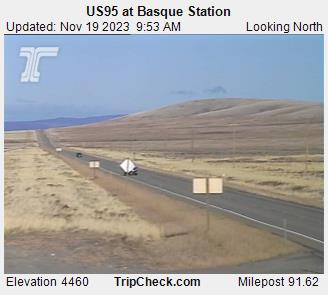 US95 at Basque Station
Updated: Nov 19 2023 9:53 AM Looking North
Elevation 4460 TripCheck.com Milepost 91.62